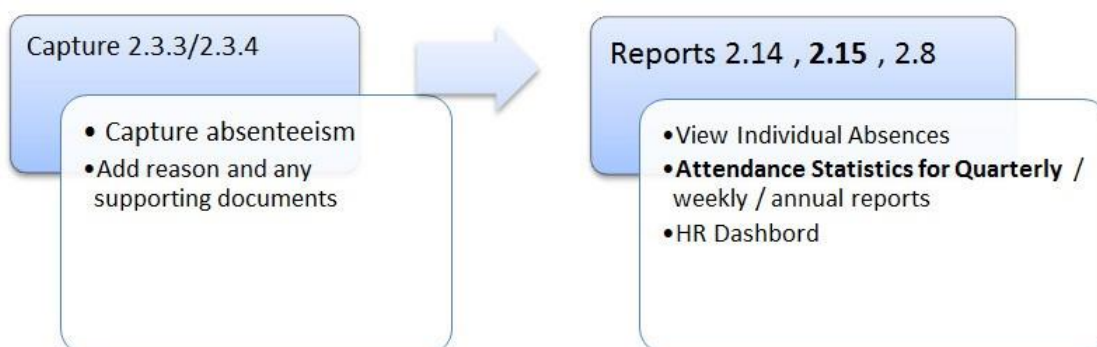 Capture 2.3.3/2.3.4
• Capture absenteeism
•Add reason and any
supporting documents
Reports 2.14 , 2.15 , 2.8
•View Individual Absences
•Attendance Statistics for Quarterly /
weekly / annual reports
•HR Dashbord